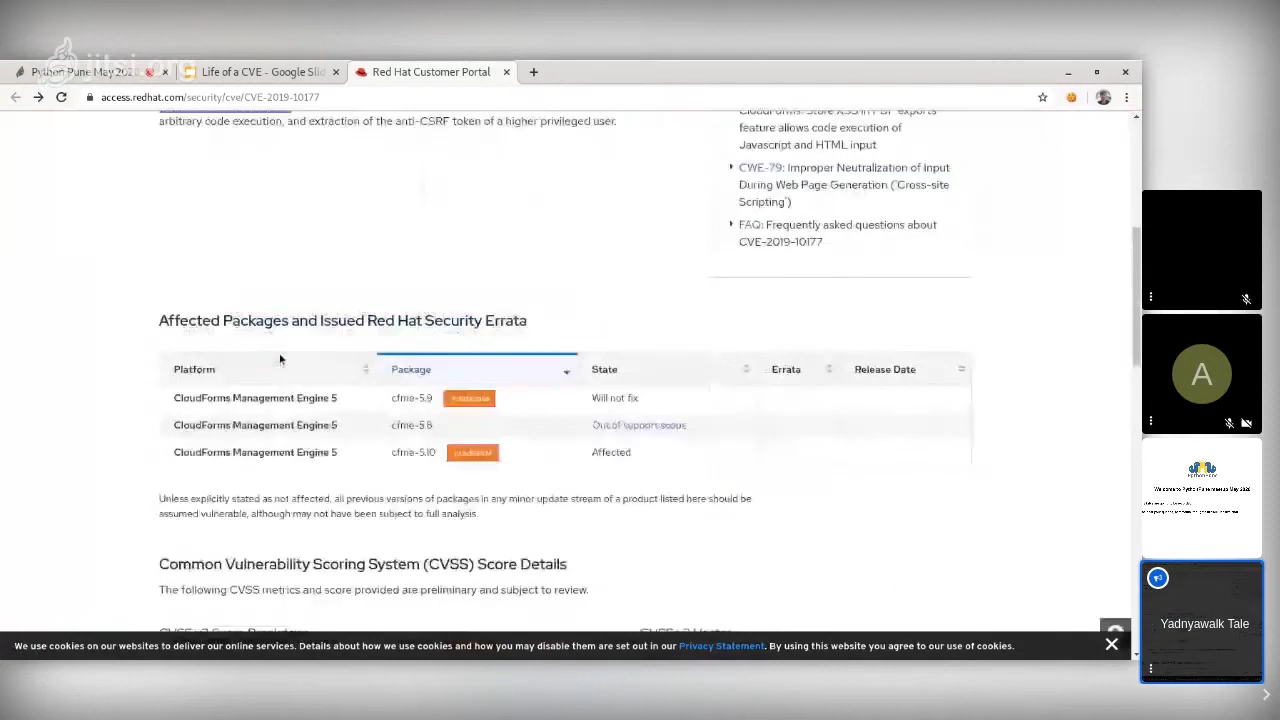 jitsi.org
Python Pune May 2020
Life of a CVE - Google Slid
Red Hat Customer Portal
access.redhat.com/security/cve/CVE-2019-10177
arbitrary code execution, and extraction of the anti-CSRF token of a higher privileged user.
feature allows code execution of
Javascript and HTML input
CWE-79: Improper Neutralization of Input
During Web Page Generation ('Cross-site
Scripting')
FAQ: Frequently asked questions about
CVE-2019-10177
Affected Packages and Issued Red Hat Security Errata
Platform Package State Errata Release Date
CloudForms Management Engine 5 cfme-5.9 Will not fix
CloudForms Management Engine 5 cfme-5.8 Out of support scope
CloudForms Management Engine 5 cfme-5.10 Affected
Unless explicitly stated as not affected, all previous versions of packages in any minor update stream of a product listed here should be
assumed vulnerable, although may not have been subject to full analysis.
Common Vulnerability Scoring System (CVSS) Score Details
The following CVSS metrics and score provided are preliminary and subject to review.
We use cookies on our websites to deliver our online services. Details about how we use cookies and how you may disable them are set out in our Privacy Statement. By using this website you agree to our use of cookies.
A
Welcome to PythonPune meetup May 2020
Yadnyawalk Tale